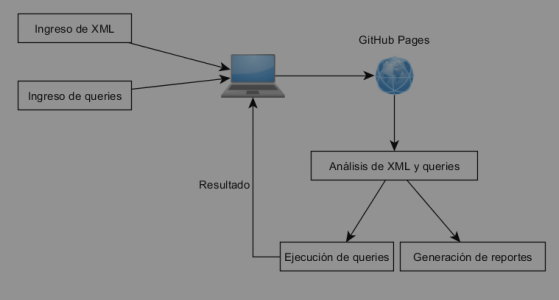 Ingreso de XML
GitHub Pages
Ingreso de queries
Análisis de XML y queries
Resultado
Ejecución de queries
Generación de reportes